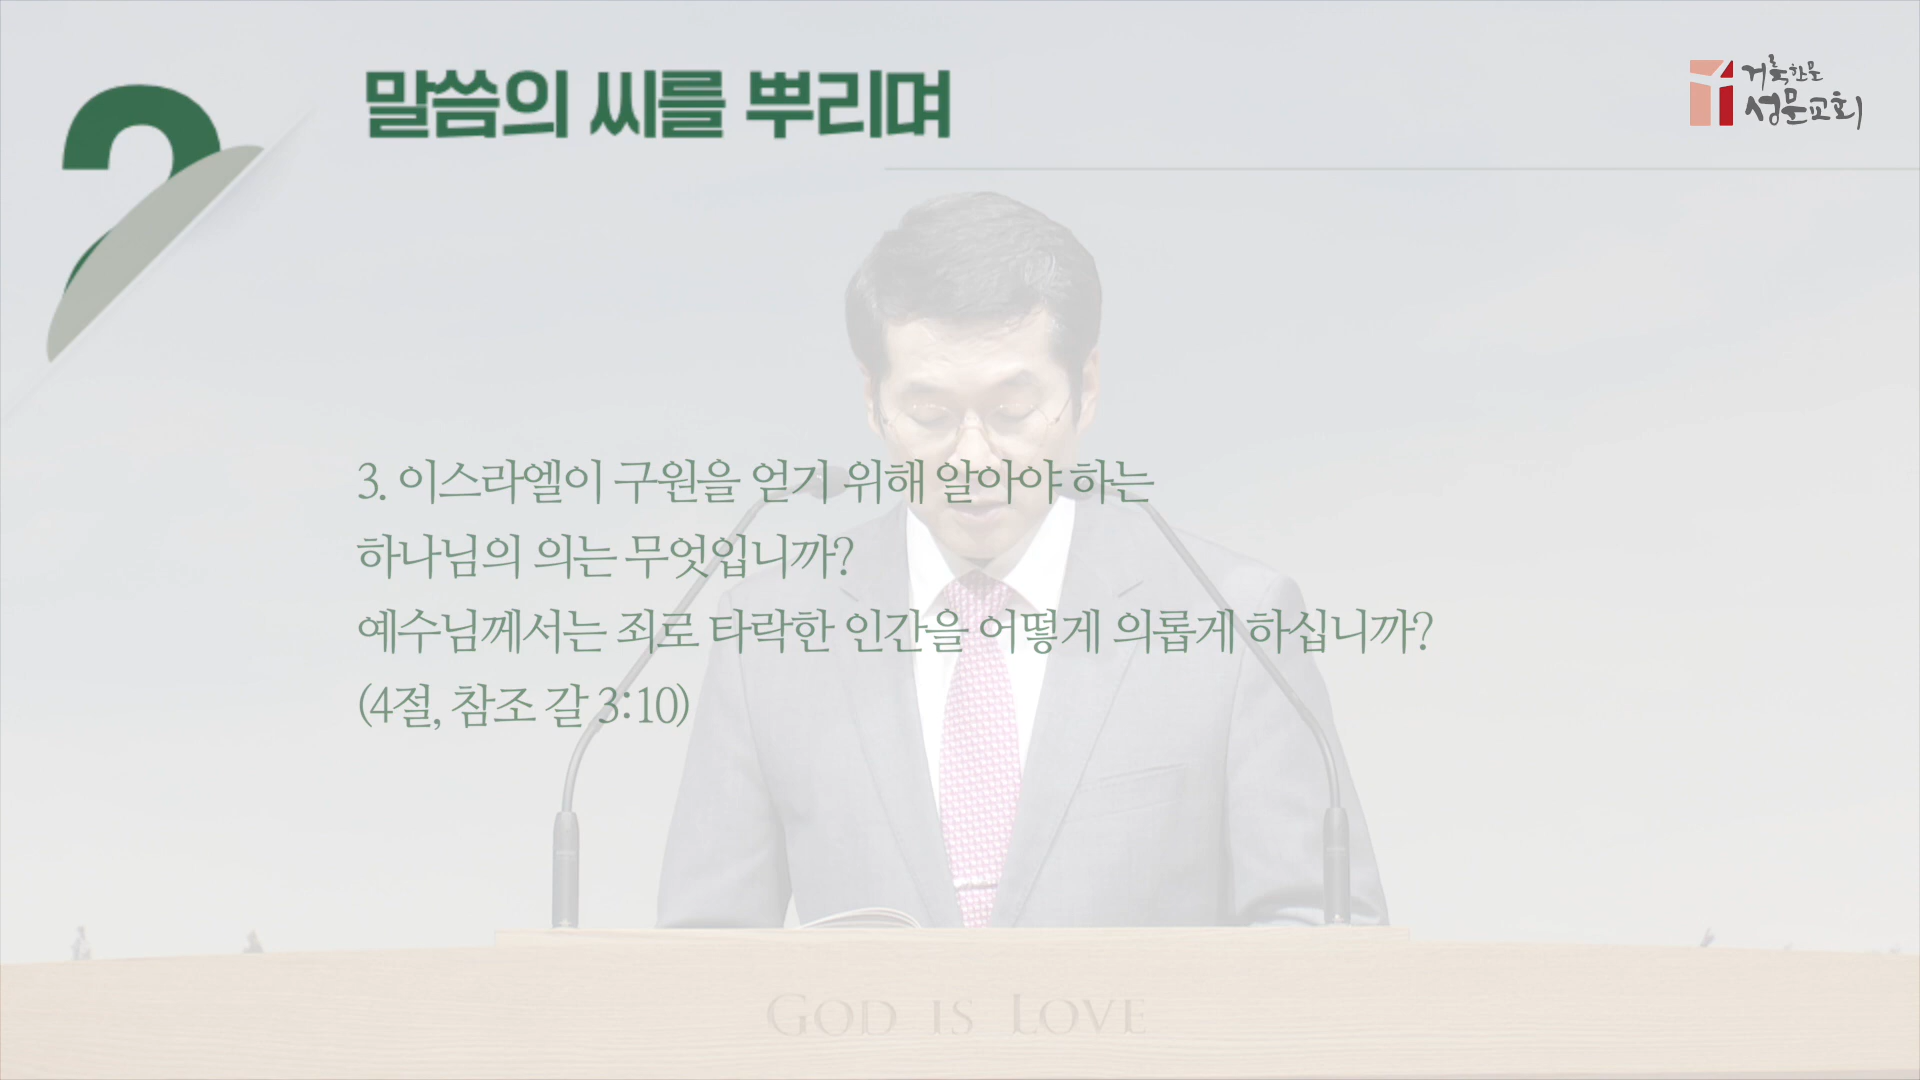 2
말씀의 씨를 뿌리며
거룩한문
성문교회
3. 이스라엘이 구원을 얻기 위해 알아야 하는
하나님의 의는 무엇입니까?
예수님께서는 죄로 타락한 인간을 어떻게 의롭게 하십니까?
(4절, 참조 갈 3:10)
GOD IS LOVE